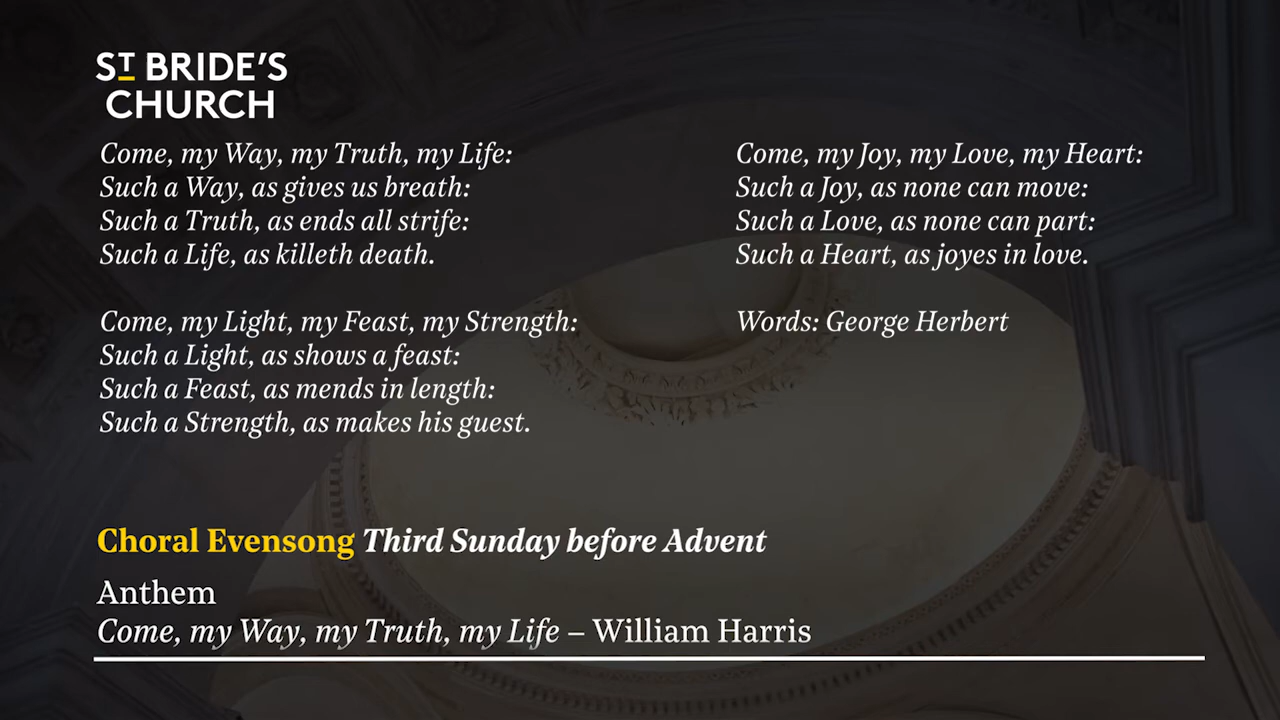 ST BRIDE'S
CHURCH
Come, my Way, my Truth, my Life:
Such a Way, as gives us breath:
Such a Truth, as ends all strife:
Such a Life, as killeth death.
Come, my Light, my Feast, my Strength:
Such a Light, as shows a feast:
Such a Feast, as mends in length:
Such a Strength, as makes his guest.
Come, my Joy, my Love, my Heart:
Such a Joy, as none can move:
Such a Love, as none can part:
Such a Heart, as joyes in love.
Words: George Herbert
Choral Evensong Third Sunday before Advent
Anthem
Come, my Way, my Truth, my Life – William Harris